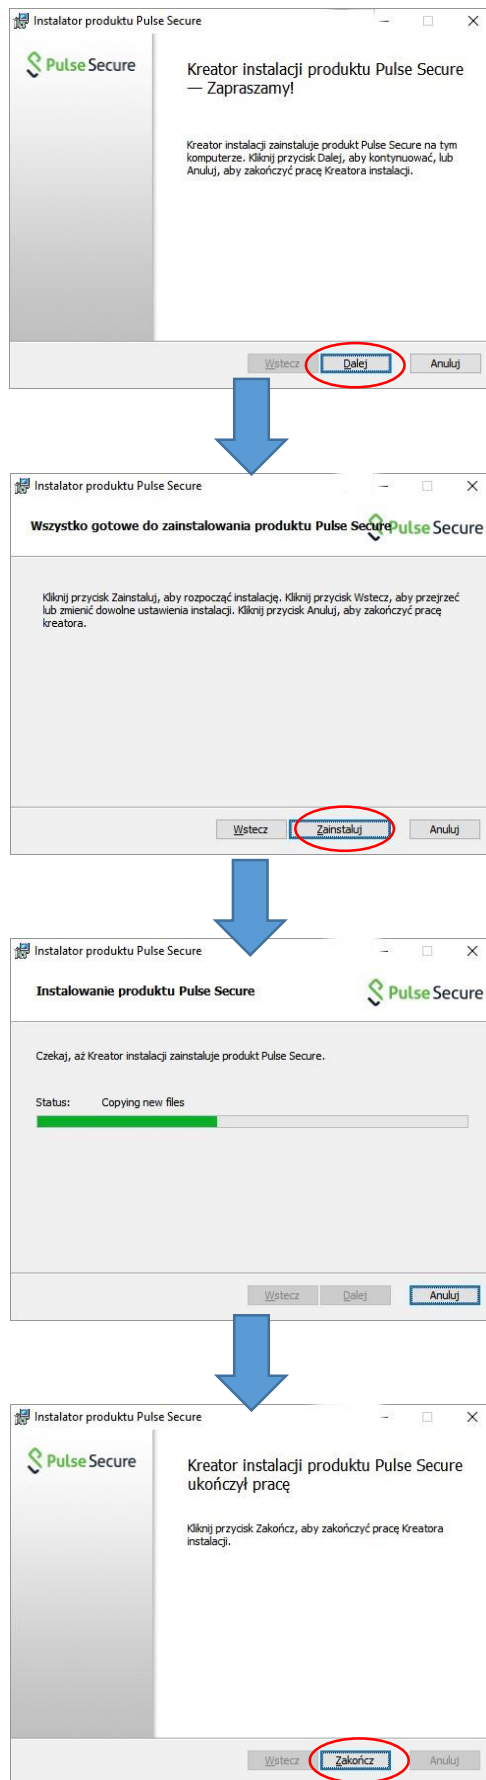 Instalator produktu Pulse Secure
Pulse Secure
Kreator instalacji produktu Pulse Secure
— Zapraszamy!
Kreator instalacji zainstaluje produkt Pulse Secure na tym
komputerze. Kliknij przycisk Dalej, aby kontynuować, lub
Anuluj, aby zakończyć pracę Kreatora instalacji.
Wstecz Dalej Anuluj
Instalator produktu Pulse Secure
Wszystko gotowe do zainstalowania produktu Pulse Secure
Pulse Secure
Kliknij przycisk Zainstaluj, aby rozpocząć instalację. Kliknij przycisk Wstecz, aby przejrzeć
lub zmienić dowolne ustawienia instalacji. Kliknij przycisk Anuluj, aby zakończyć pracę
kreatora.
Wstecz Zainstaluj Anuluj
Instalator produktu Pulse Secure
Instalowanie produktu Pulse Secure
Pulse Secure
Czekaj, aż Kreator instalacji zainstaluje produkt Pulse Secure.
Status: Copying new files
Wstecz Dalej Anuluj
Instalator produktu Pulse Secure
Pulse Secure
Kreator instalacji produktu Pulse Secure
ukończył pracę
Kliknij przycisk Zakończ, aby zakończyć pracę Kreatora
instalacji.
Wstecz Zakończ Anuluj